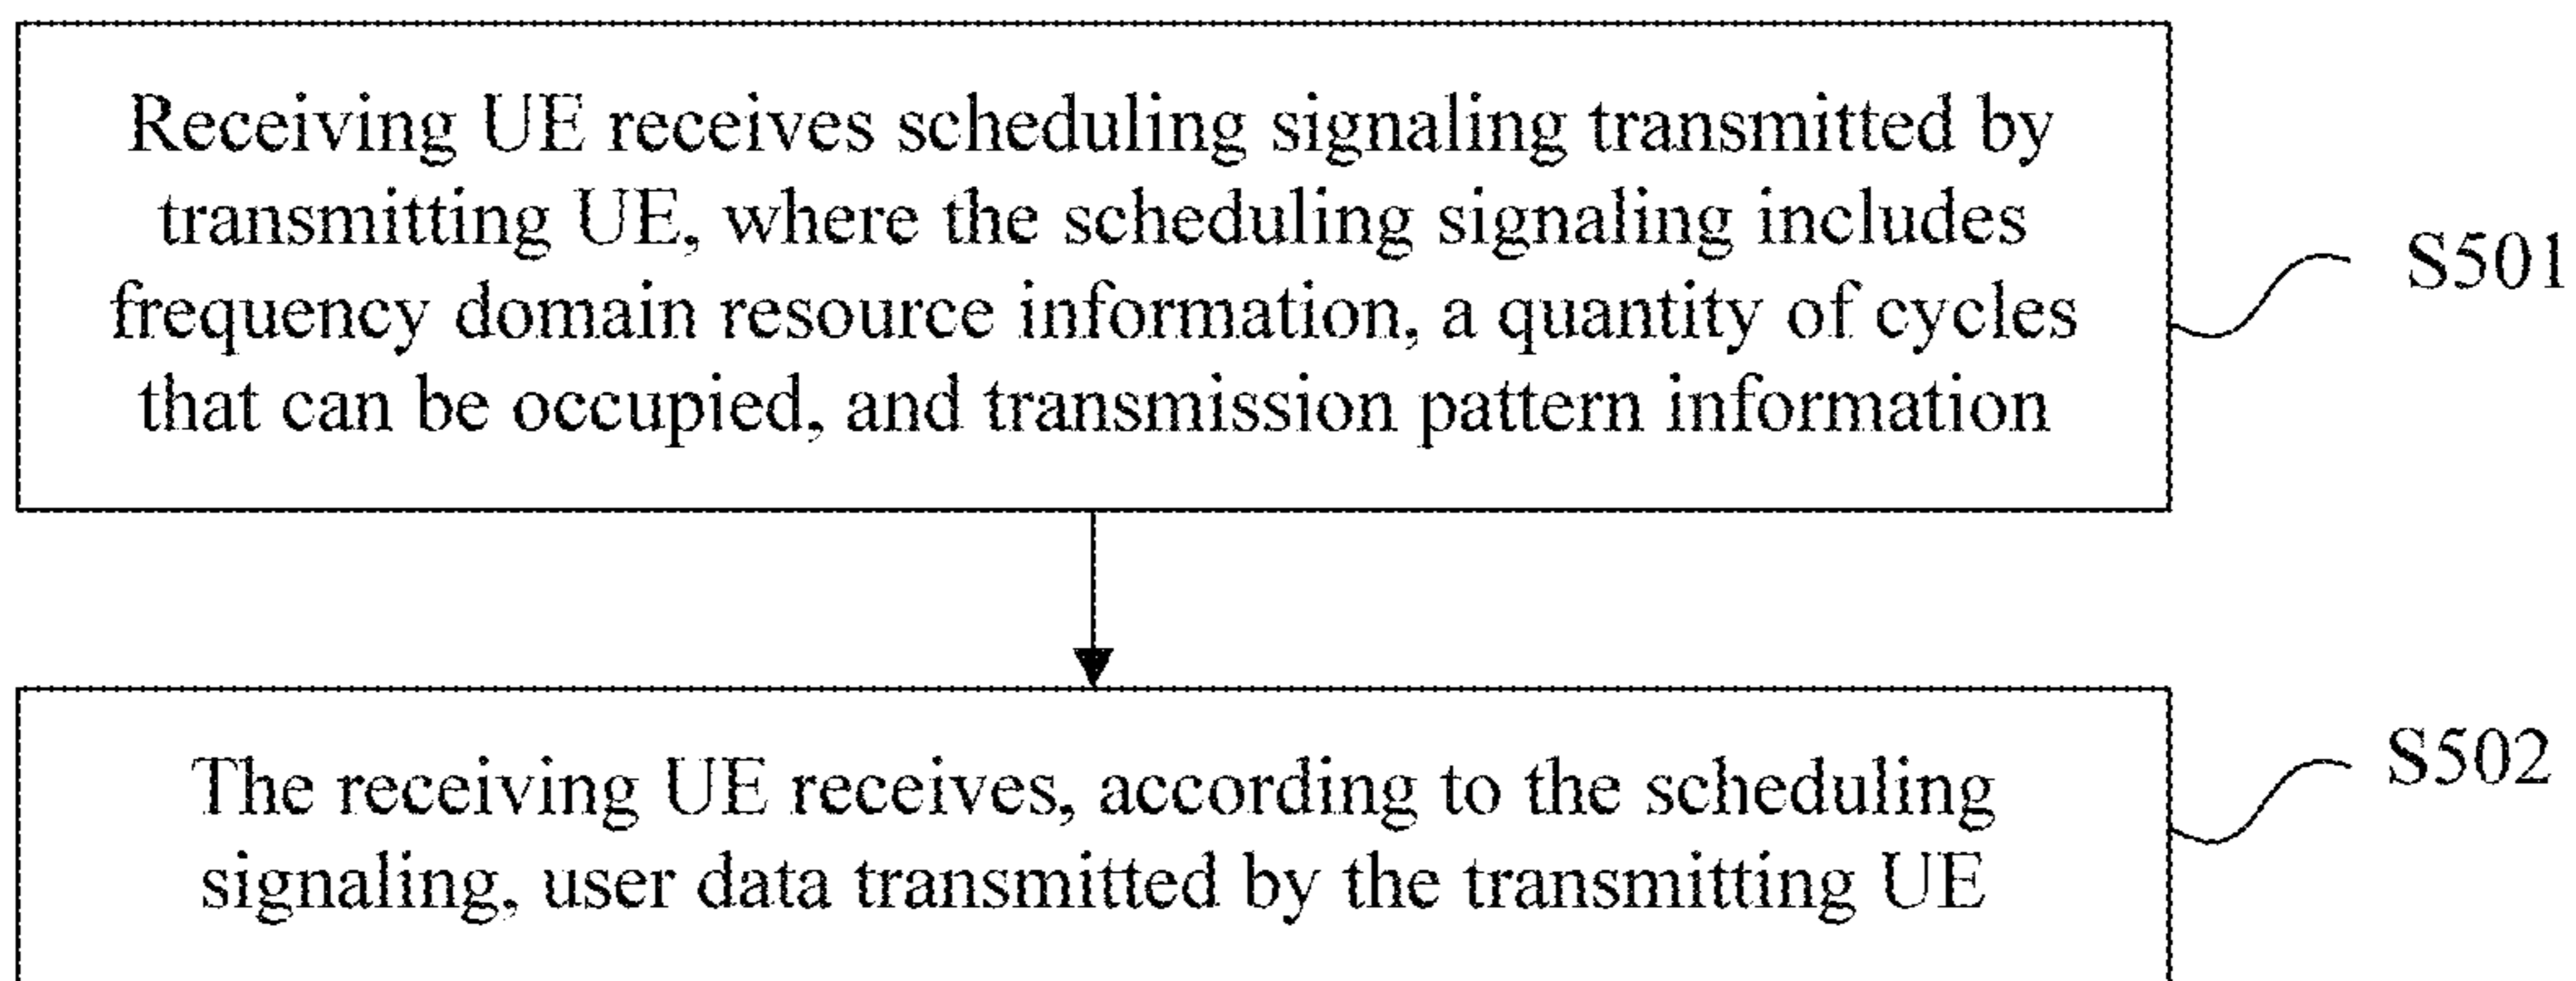 Receiving UE receives scheduling signaling transmitted by
transmitting UE, where the scheduling signaling includes
frequency domain resource information, a quantity of cycles
that can be occupied, and transmission pattern information
S501
The receiving UE receives, according to the scheduling
signaling, user data transmitted by the transmitting UE
S502